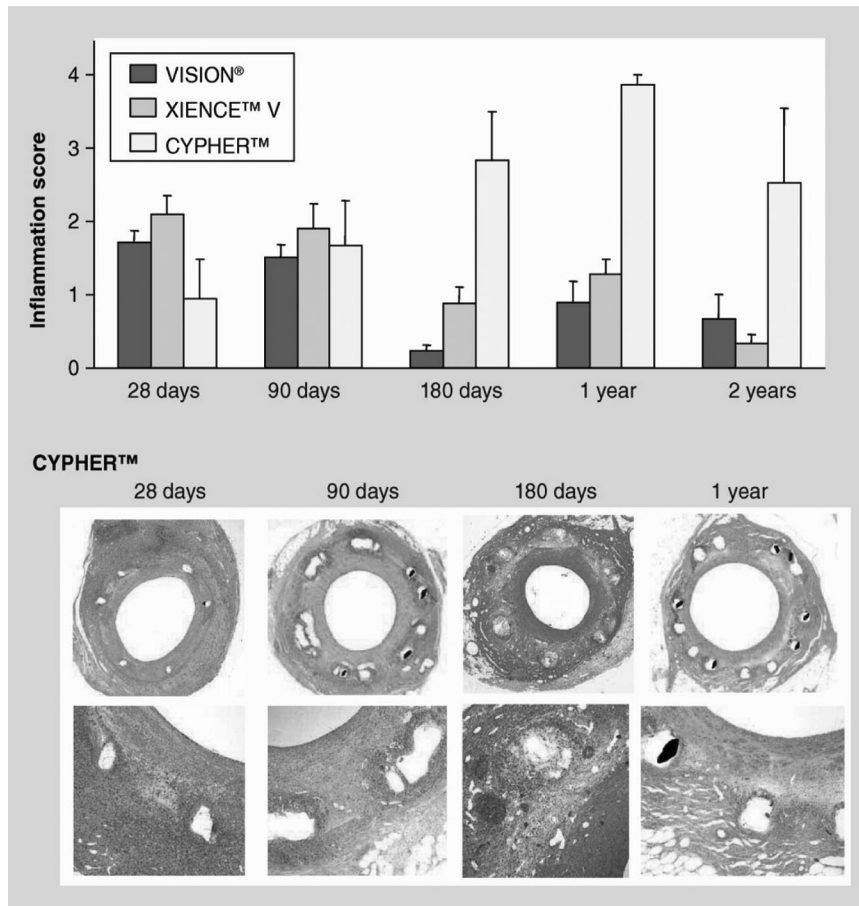 4
3
2
1
0
Inflammation score
VISION®
XIENCE™ V
CYPHER™
28 days 90 days 180 days 1 year 2 years
CYPHER™
28 days 90 days 180 days 1 year